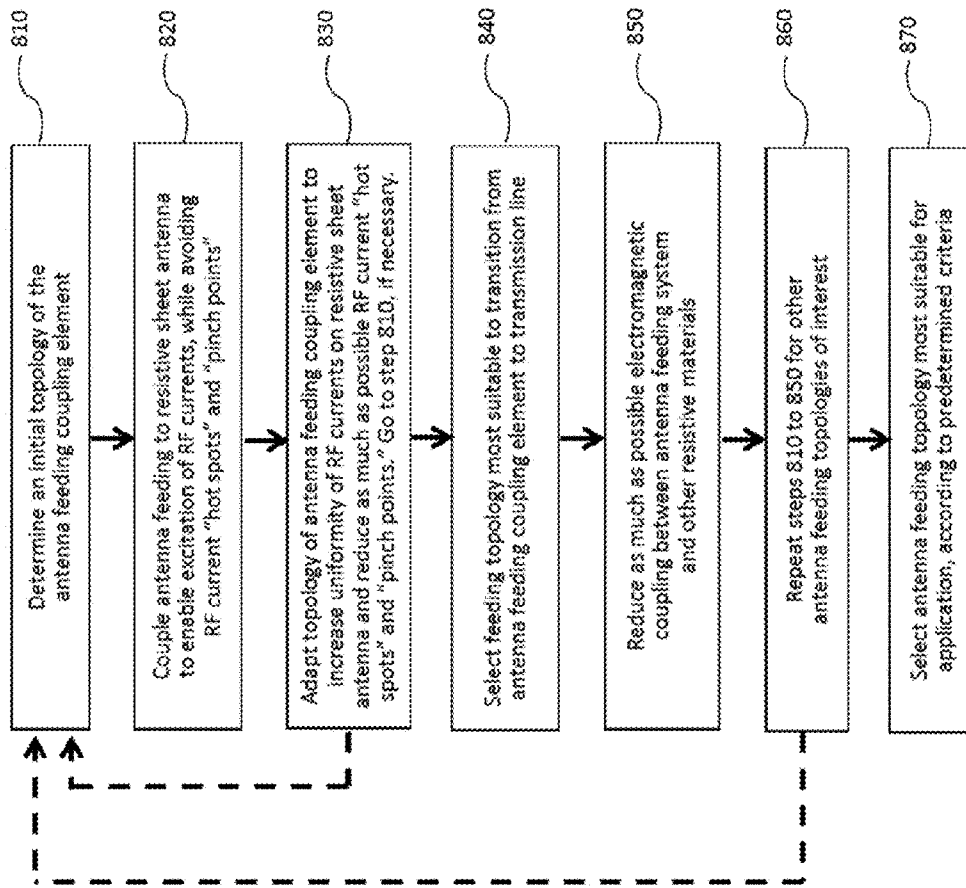 Determine an initial topology of the
antenna feeding coupling element
810
Couple antenna feeding to resistive sheet antenna
to enable excitation of RF currents, while avoiding
RF current "hot spots" and "pinch points"
820
Adapt topology of antenna feeding coupling element to
increase uniformity of RF currents on resistive sheet
antenna and reduce as much as possible RF current "hot
spots" and "pinch points." Go to step 810, if necessary.
830
Select feeding topology most suitable to transition from
antenna feeding coupling element to transmission line
840
Reduce as much as possible electromagnetic
coupling between antenna feeding system
and other resistive materials
850
Repeat steps 810 to 850 for other
antenna feeding topologies of interest
860
Select antenna feeding topology most suitable for
application, according to predetermined criteria
870